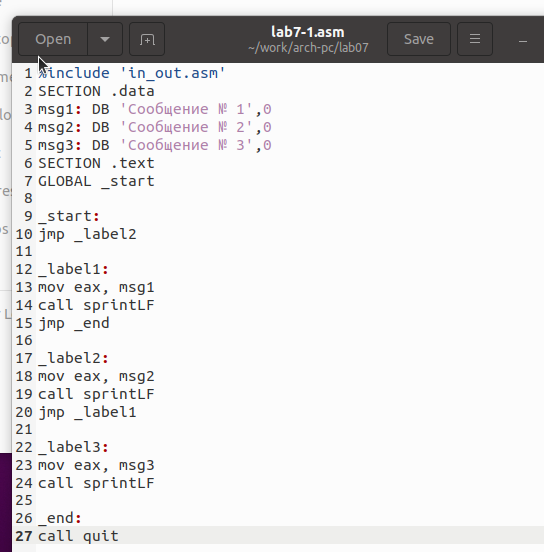 Open
lab7-1.asm
~/work/arch-pc/lab07
Save
1 %include 'in_out.asm'
2 SECTION .data
3 msg1: DB 'Сообщение № 1',0
4 msg2: DB 'Сообщение № 2',0
5 msg3: DB 'Сообщение № 3',0
6 SECTION .text
7 GLOBAL _start
8
9 _start:
10 jmp _label2
11
12 _label1:
13 mov eax, msg1
14 call sprintLF
15 jmp _end
16
17 _label2:
18 mov eax, msg2
19 call sprintLF
20 jmp _label1
21
22 _label3:
23 mov eax, msg3
24 call sprintLF
25
26 _end:
27 call quit